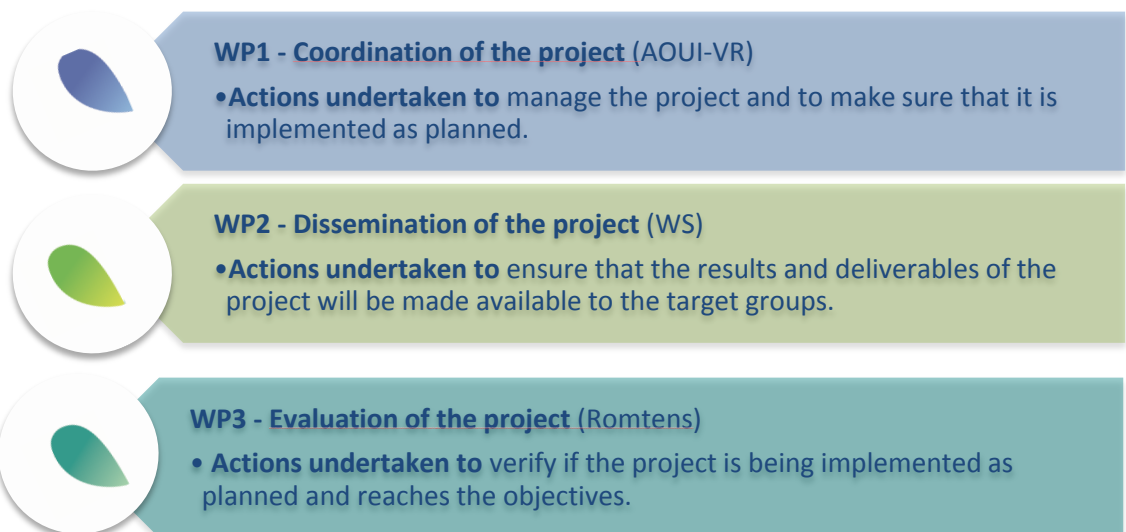 WP1 - Coordination of the project (AOUI-VR)
•Actions undertaken to manage the project and to make sure that it is
implemented as planned.
WP2 - Dissemination of the project (WS)
•Actions undertaken to ensure that the results and deliverables of the
project will be made available to the target groups.
WP3 - Evaluation of the project (Romtens)
• Actions undertaken to verify if the project is being implemented as
planned and reaches the objectives.